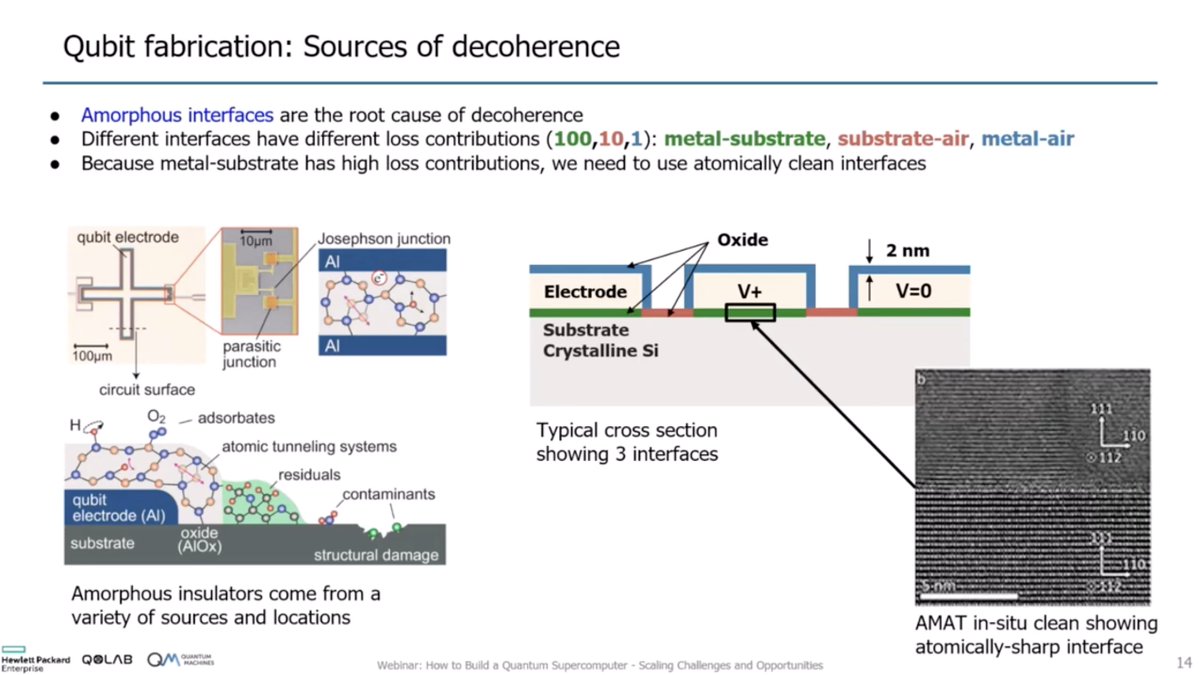 Qubit fabrication: Sources of decoherence
● Amorphous interfaces are the root cause of decoherence
● Different interfaces have different loss contributions (100,10,1): metal-substrate, substrate-air, metal-air
● Because metal-substrate has high loss contributions, we need to use atomically clean interfaces
qubit electrode
10µm
Josephson junction
Al
e-
Al
parasitic
junction
100µm
circuit surface
H
O2
adsorbates
atomic tunneling systems
residuals
contaminants
qubit
electrode (Al)
oxide
(AlOx)
substrate
structural damage
Amorphous insulators come from a
variety of sources and locations
Oxide
2 nm
Electrode
V+
V=0
Substrate
Crystalline Si
Typical cross section
showing 3 interfaces
b
111
110
112
111
110
112
5 nm
AMAT in-situ clean showing
atomically-sharp interface
Hewlett Packard
Enterprise
QOLAB
QM QUANTUM
MACHINES
Webinar: How to Build a Quantum Supercomputer - Scaling Challenges and Opportunities
14